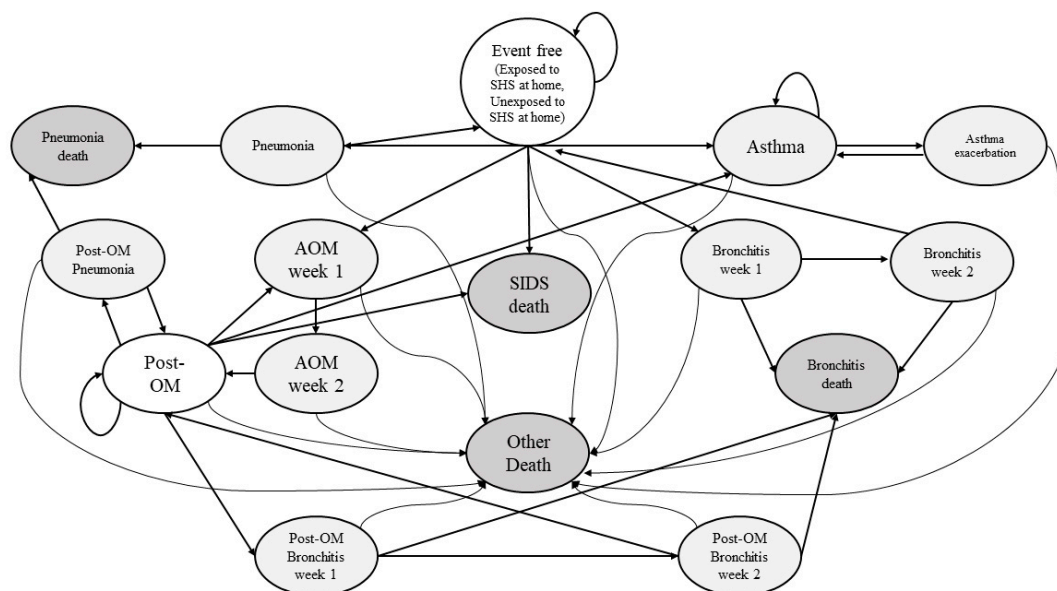 Event free
(Exposed to
SHS at home,
Unexposed to
SHS at home)
Pneumonia
death
Pneumonia
Asthma
Asthma
exacerbation
Post-OM
Pneumonia
AOM
week 1
SIDS
death
Bronchitis
week 1
Bronchitis
week 2
Post-
OM
AOM
week 2
Bronchitis
death
Other
Death
Post-OM
Bronchitis
week 1
Post-OM
Bronchitis
week 2